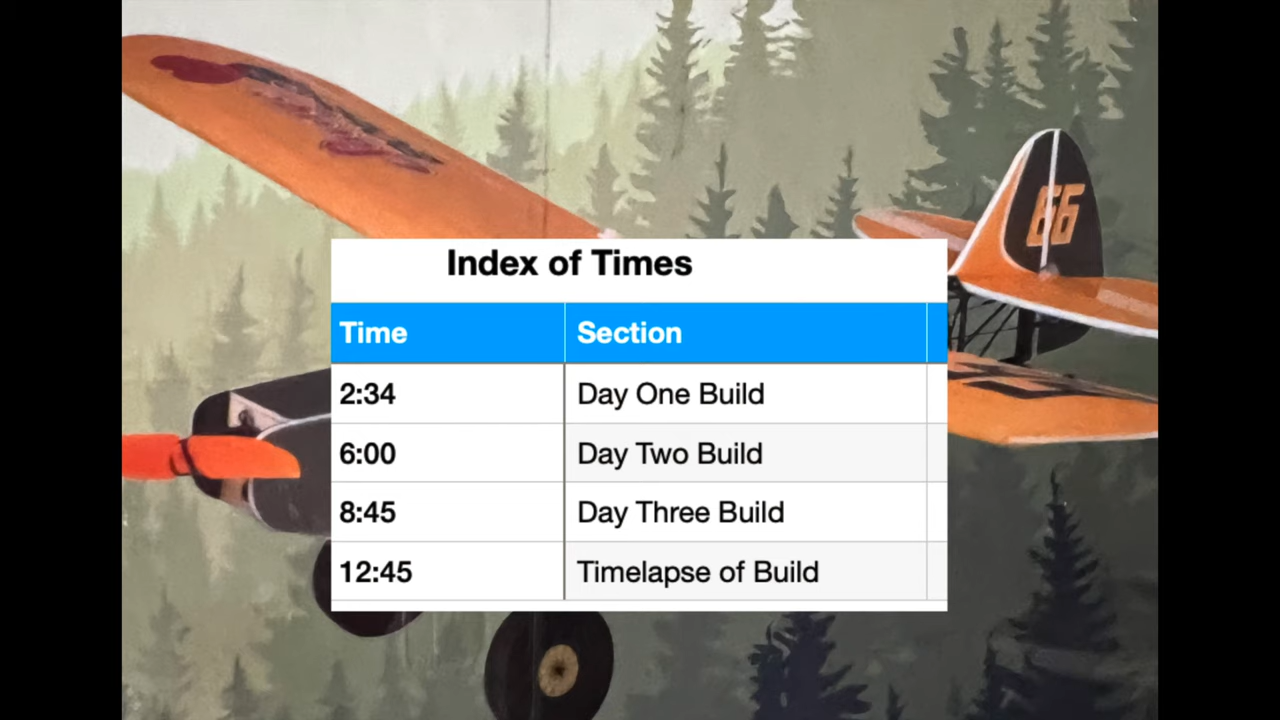 66
Index of Times
Time Section
2:34 Day One Build
6:00 Day Two Build
8:45 Day Three Build
12:45 Timelapse of Build